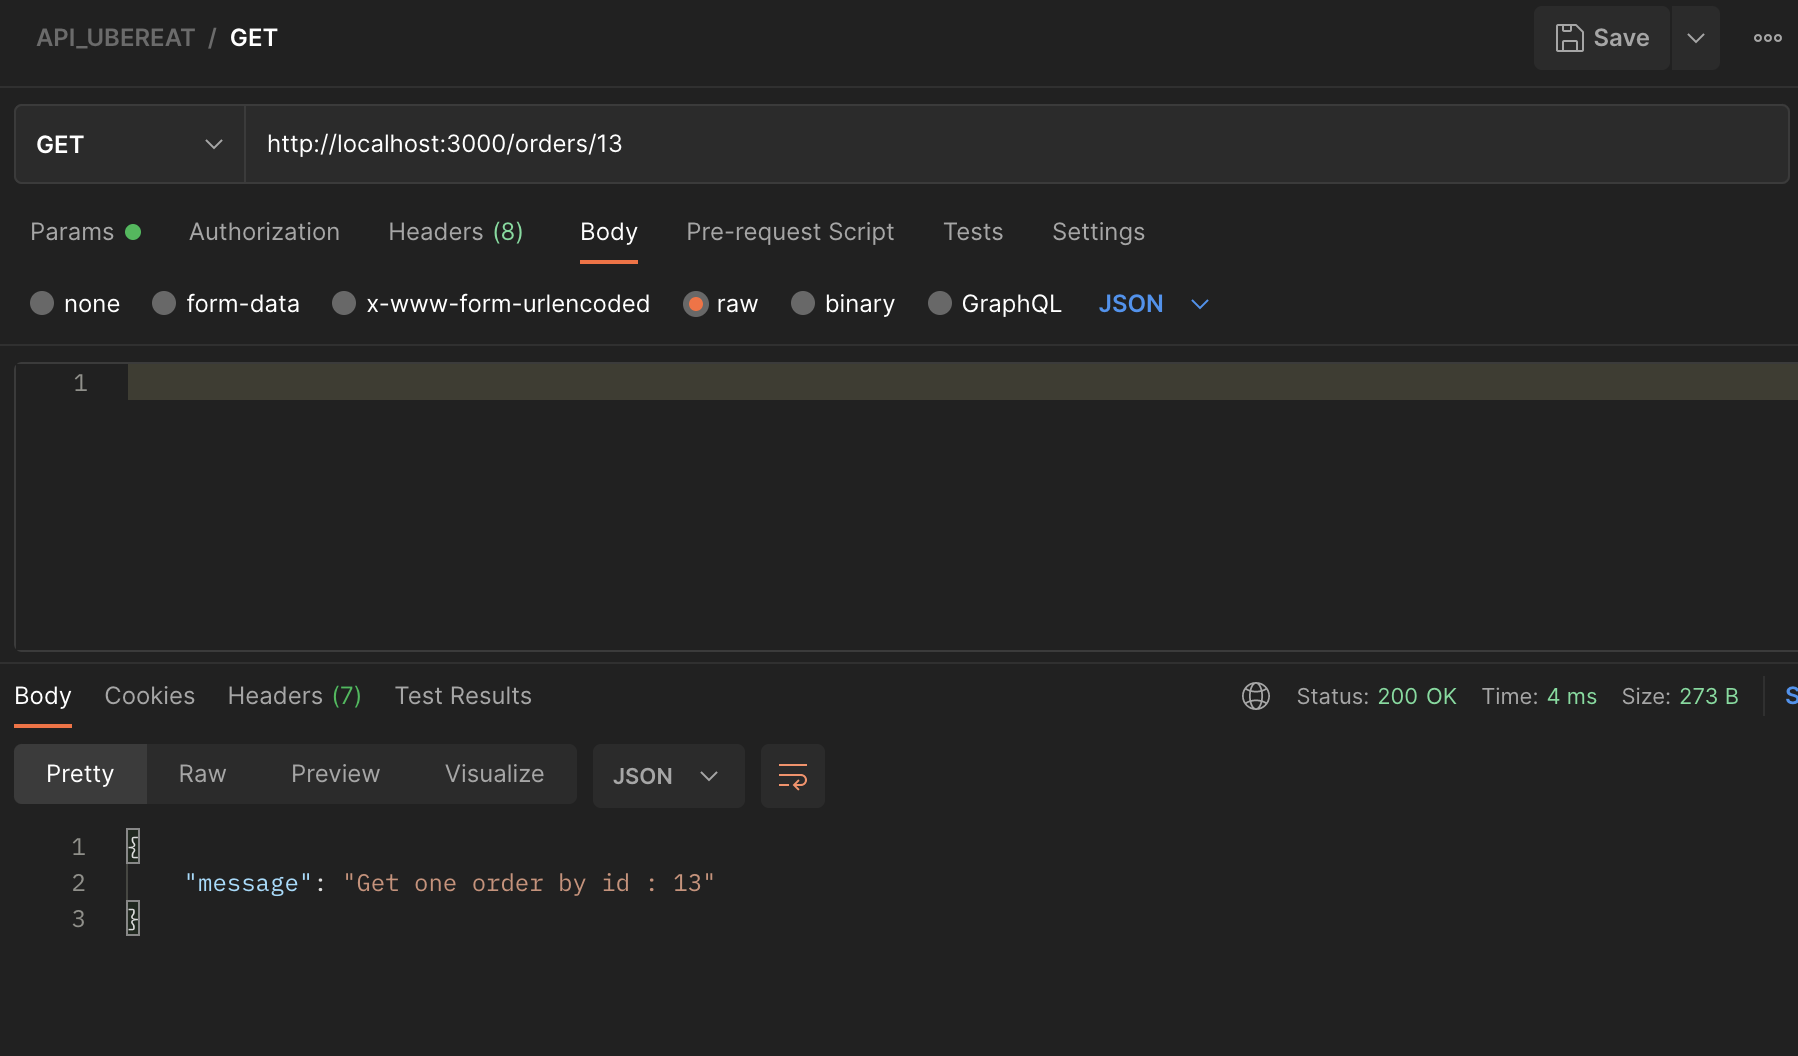 API_UBEREAT / GET
Save
GET
http://localhost:3000/orders/13
Params Authorization Headers (8) Body Pre-request Script Tests Settings
none form-data x-www-form-urlencoded raw binary GraphQL JSON
1
Body Cookies Headers (7) Test Results Status: 200 OK Time: 4 ms Size: 273 B S
Pretty Raw Preview Visualize JSON
1 {
2 "message": "Get one order by id : 13"
3 }